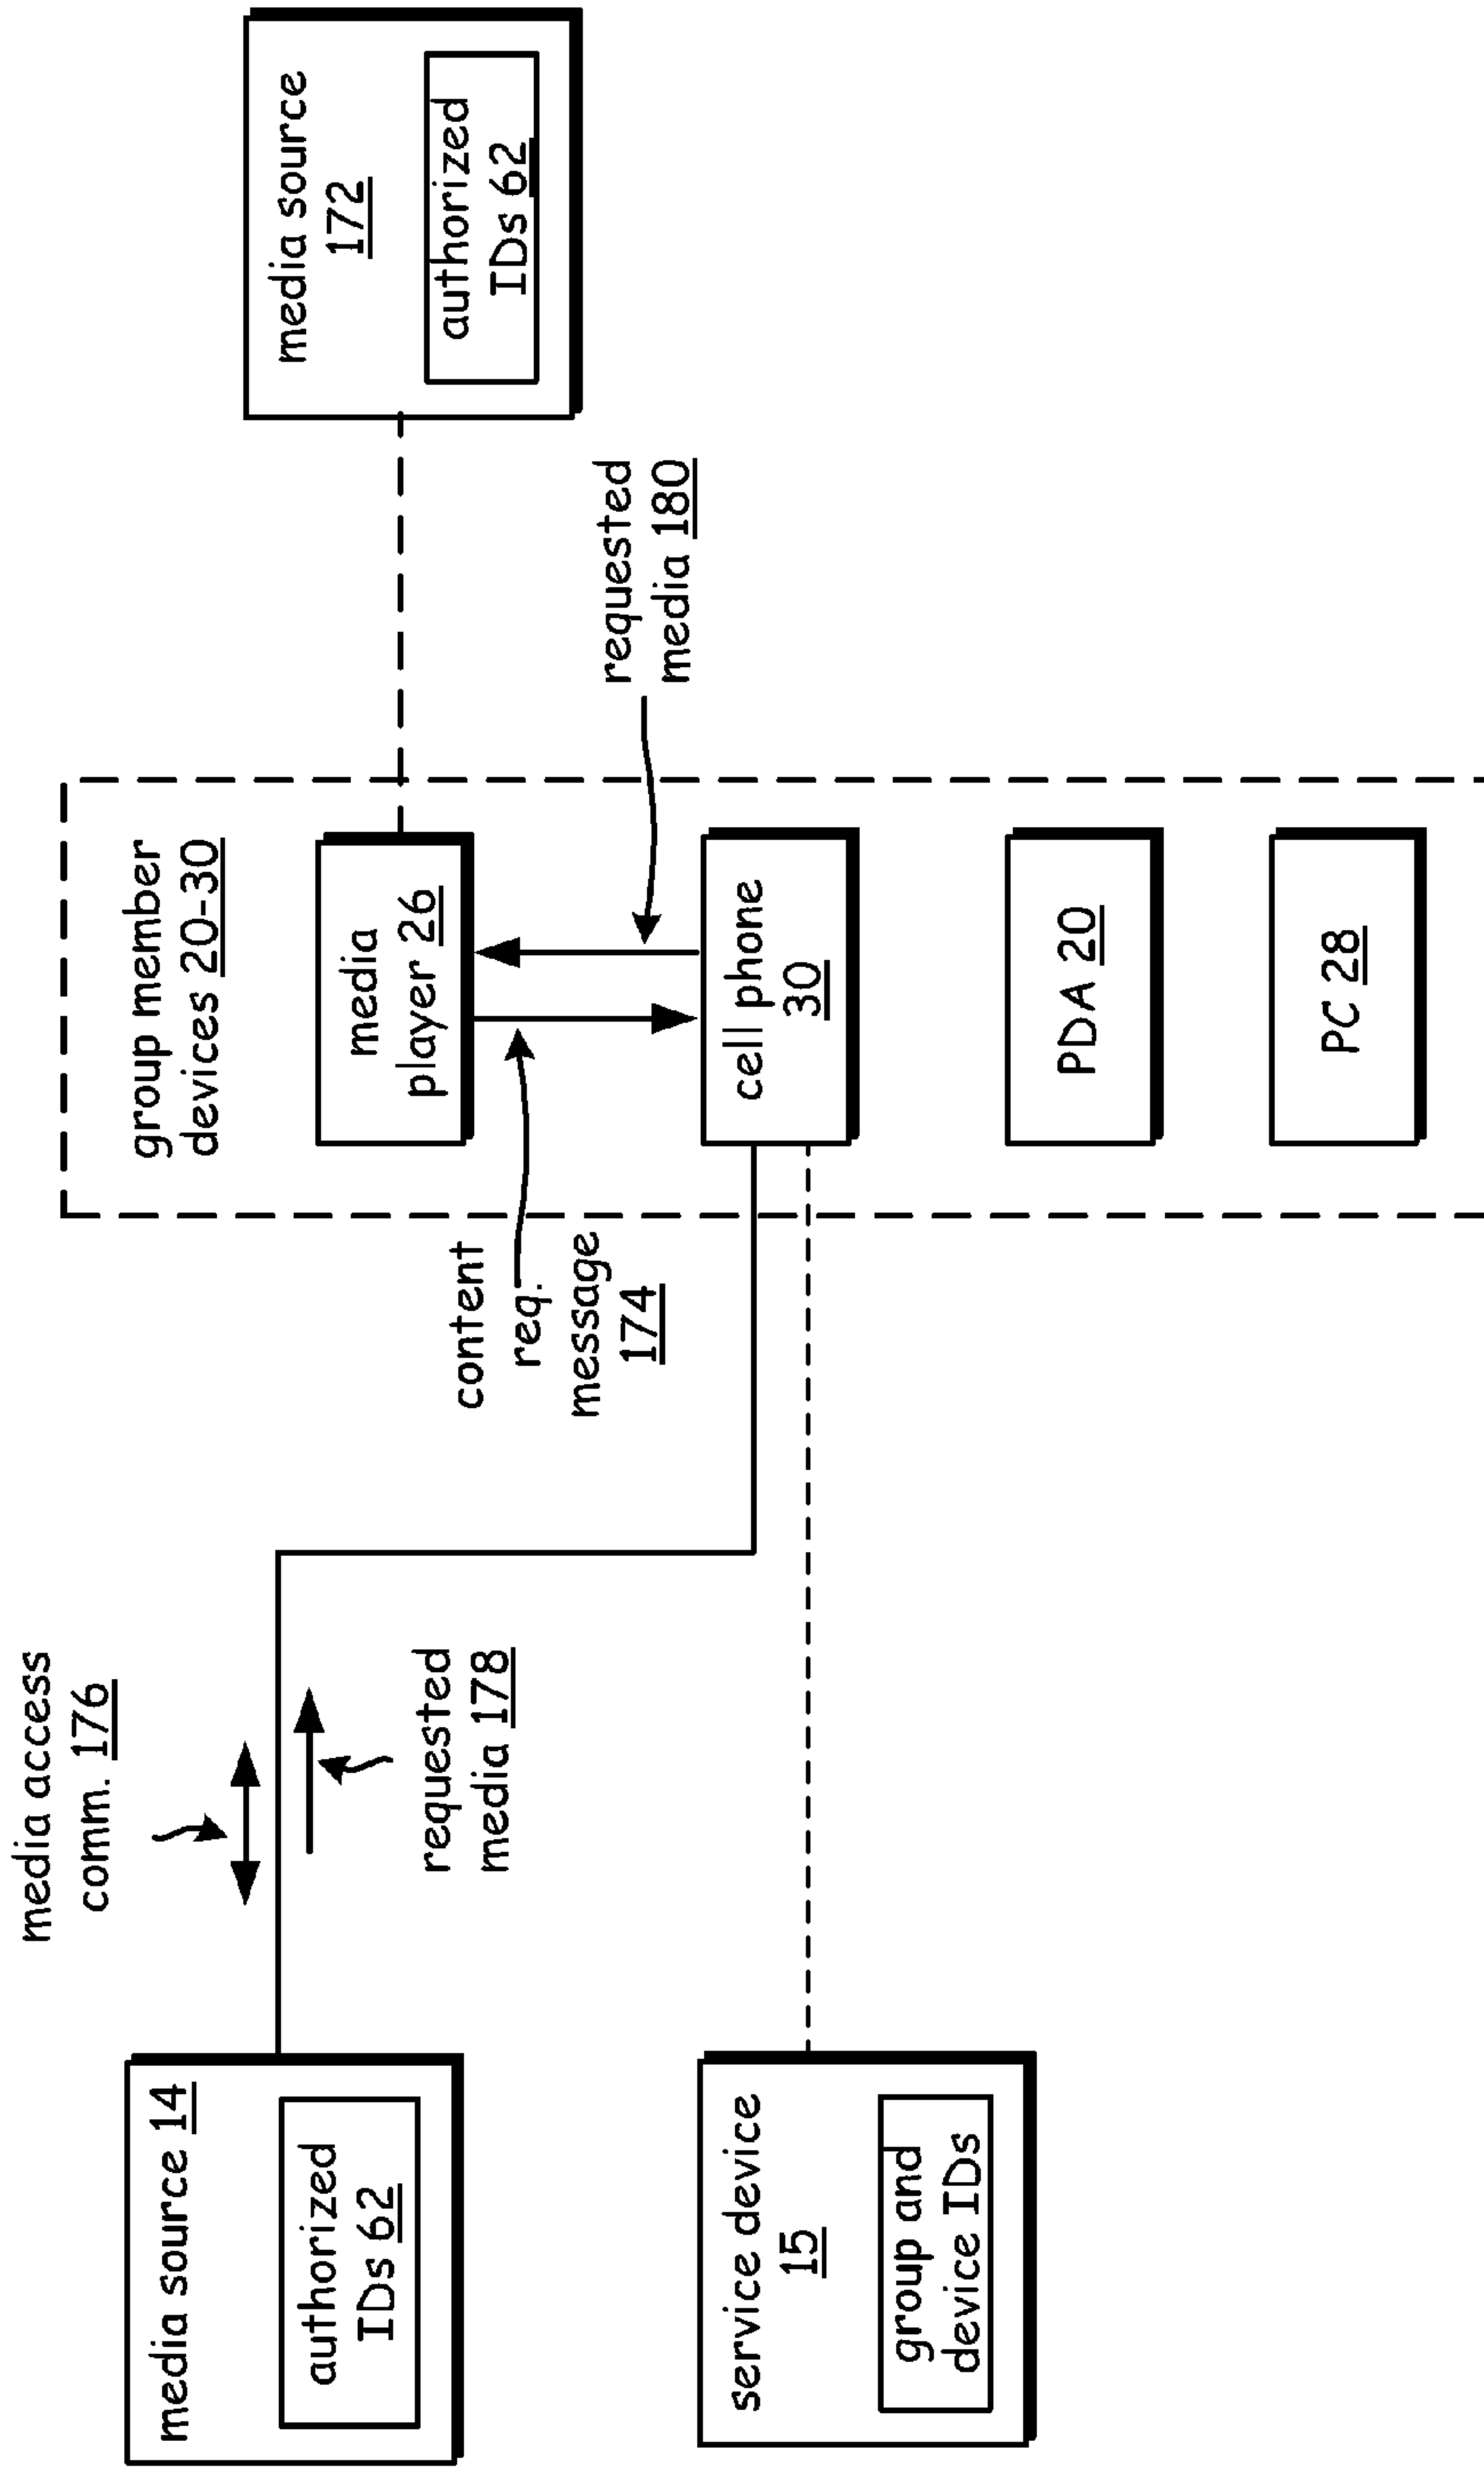 media source 14
authorized
IDs 62
media access
comm. 176
requested
media 178
service device
15
group and
device IDs
group member
devices 20-30
media
player 26
content
req.
message
174
cell phone
30
requested
media 180
PDA 20
PC 28
media source
172
authorized
IDs 62